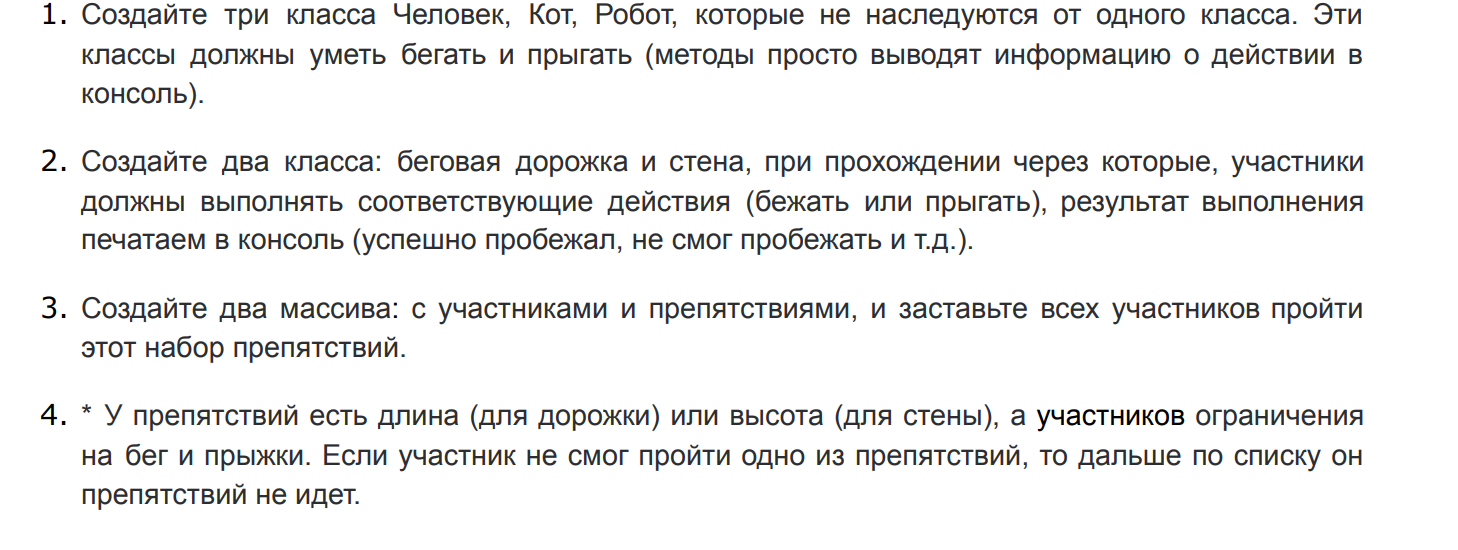 1. Создайте три класса Человек, Кот, Робот, которые не наследуются от одного класса. Эти
классы должны уметь бегать и прыгать (методы просто выводят информацию о действии в
консоль).
2. Создайте два класса: беговая дорожка и стена, при прохождении через которые, участники
должны выполнять соответствующие действия (бежать или прыгать), результат выполнения
печатаем в консоль (успешно пробежал, не смог пробежать и т.д.).
3. Создайте два массива: с участниками и препятствиями, и заставьте всех участников пройти
этот набор препятствий.
4. * У препятствий есть длина (для дорожки) или высота (для стены), а участников ограничения
на бег и прыжки. Если участник не смог пройти одно из препятствий, то дальше по списку он
препятствий не идет.